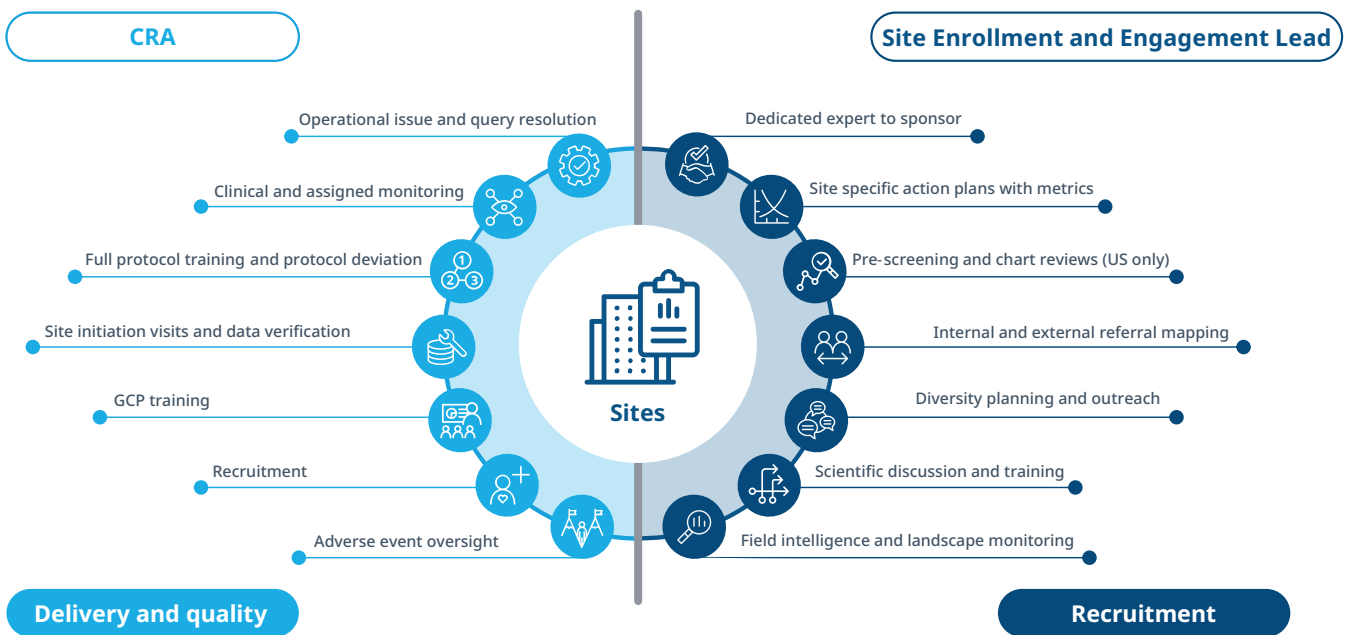 CRA
Site Enrollment and Engagement Lead
Operational issue and query resolution
Clinical and assigned monitoring
Full protocol training and protocol deviation
1
2
3
Site initiation visits and data verification
GCP training
Recruitment
Adverse event oversight
Sites
Dedicated expert to sponsor
Site specific action plans with metrics
Pre-screening and chart reviews (US only)
Internal and external referral mapping
Diversity planning and outreach
Scientific discussion and training
Field intelligence and landscape monitoring
Delivery and quality
Recruitment